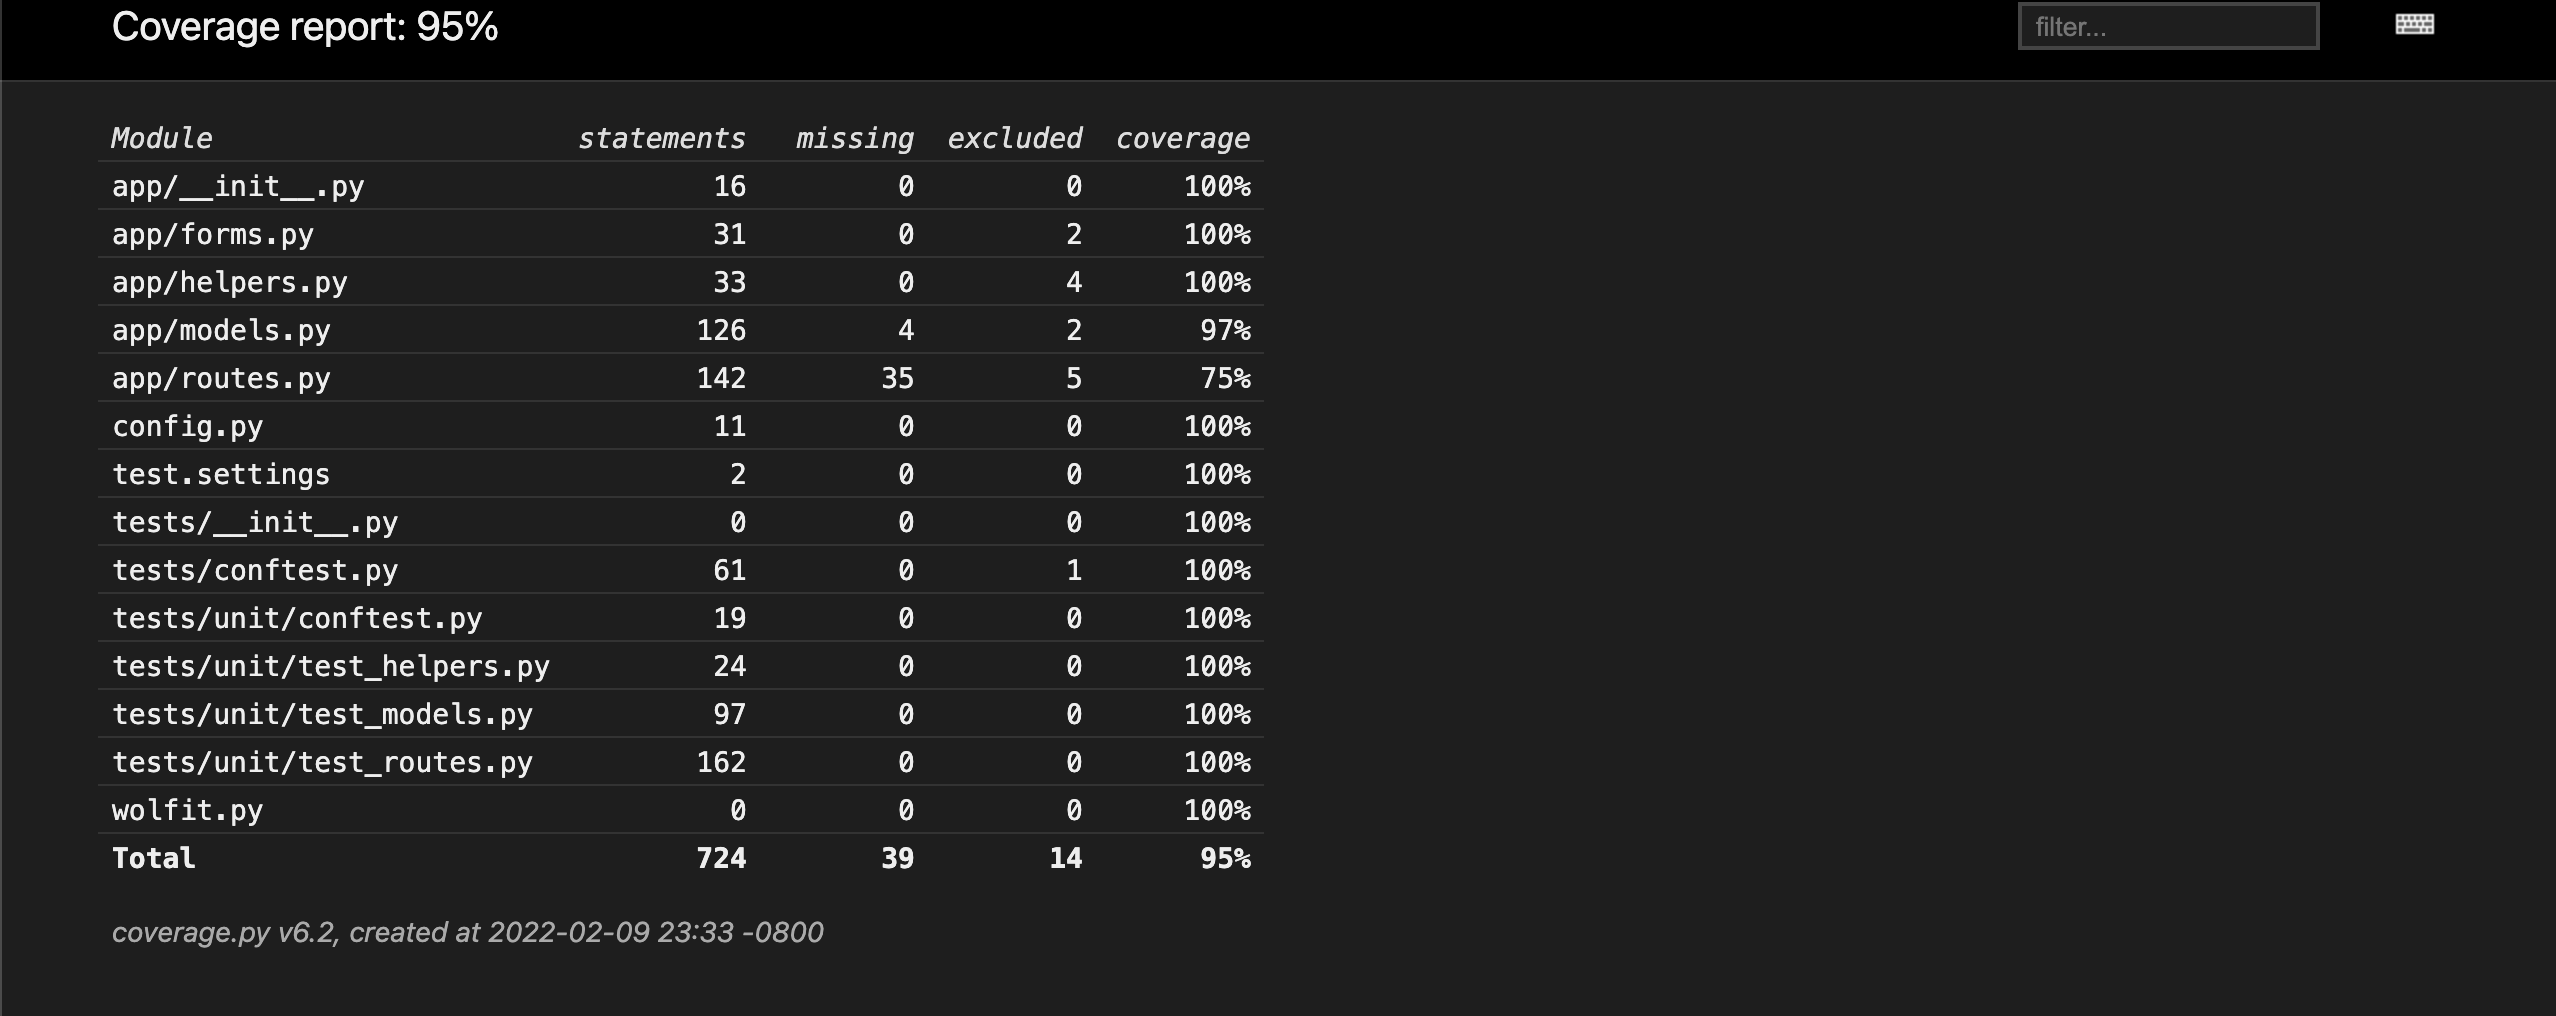 Coverage report: 95%
filter...
Module statements missing excluded coverage
app/__init__.py 16 0 0 100%
app/forms.py 31 0 2 100%
app/helpers.py 33 0 4 100%
app/models.py 126 4 2 97%
app/routes.py 142 35 5 75%
config.py 11 0 0 100%
test.settings 2 0 0 100%
tests/__init__.py 0 0 0 100%
tests/conftest.py 61 0 1 100%
tests/unit/conftest.py 19 0 0 100%
tests/unit/test_helpers.py 24 0 0 100%
tests/unit/test_models.py 97 0 0 100%
tests/unit/test_routes.py 162 0 0 100%
wolfit.py 0 0 0 100%
Total 724 39 14 95%
coverage.py v6.2, created at 2022-02-09 23:33 -0800